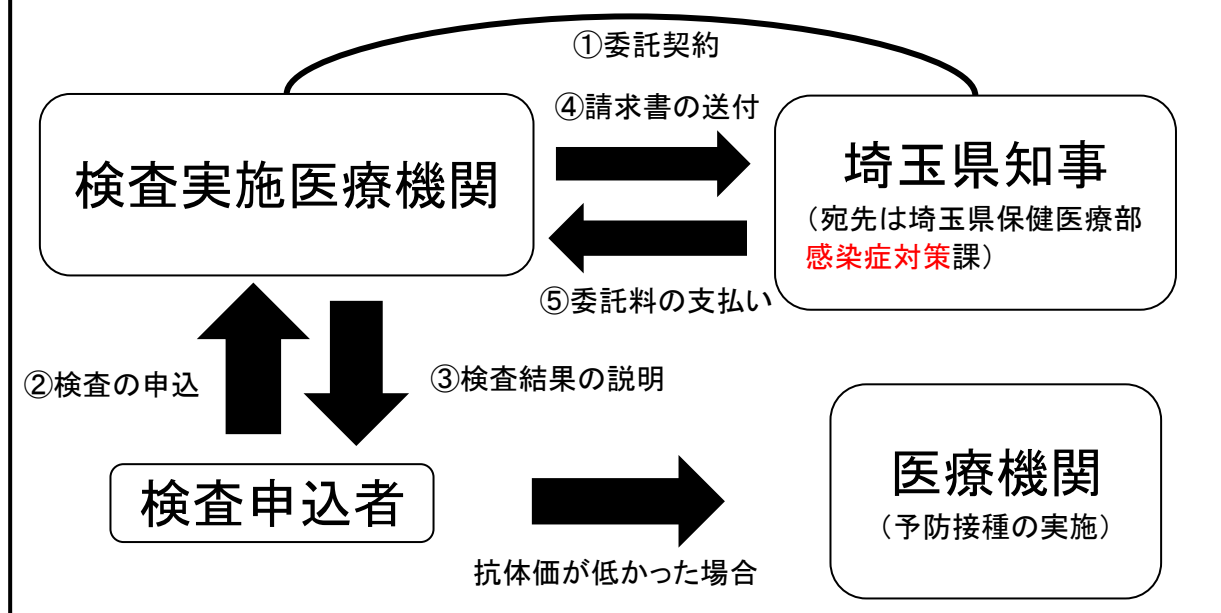 ①委託契約
検査実施医療機関
④請求書の送付
埼玉県知事
（宛先は埼玉県保健医療部
感染症対策課）
⑤委託料の支払い
②検査の申込
③検査結果の説明
検査申込者
抗体価が低かった場合
医療機関
（予防接種の実施）